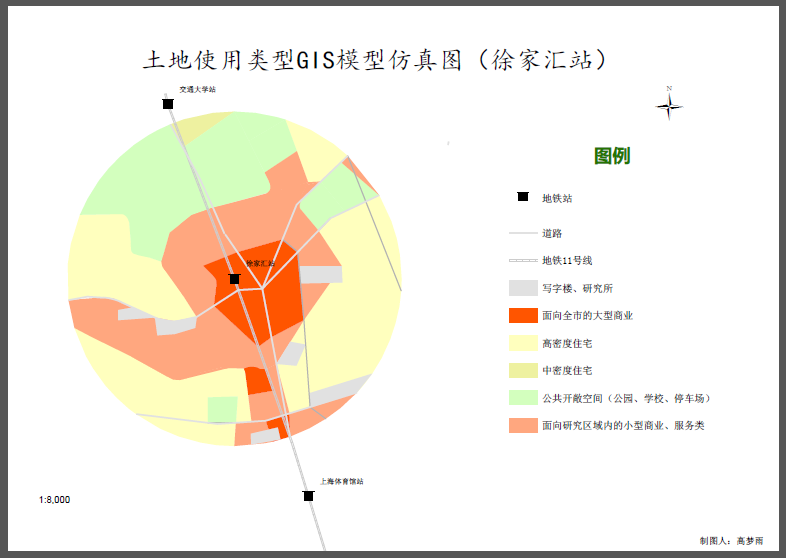 土地使用类型GIS模型仿真图（徐家汇站）
交通大学站
N
图例
地铁站
道路
徐家汇站
地铁11号线
写字楼、研究所
面向全市的大型商业
高密度住宅
中密度住宅
公共开敞空间（公园、学校、停车场）
面向研究区域内的小型商业、服务类
上海体育馆站
1:8,000
制图人：高梦雨